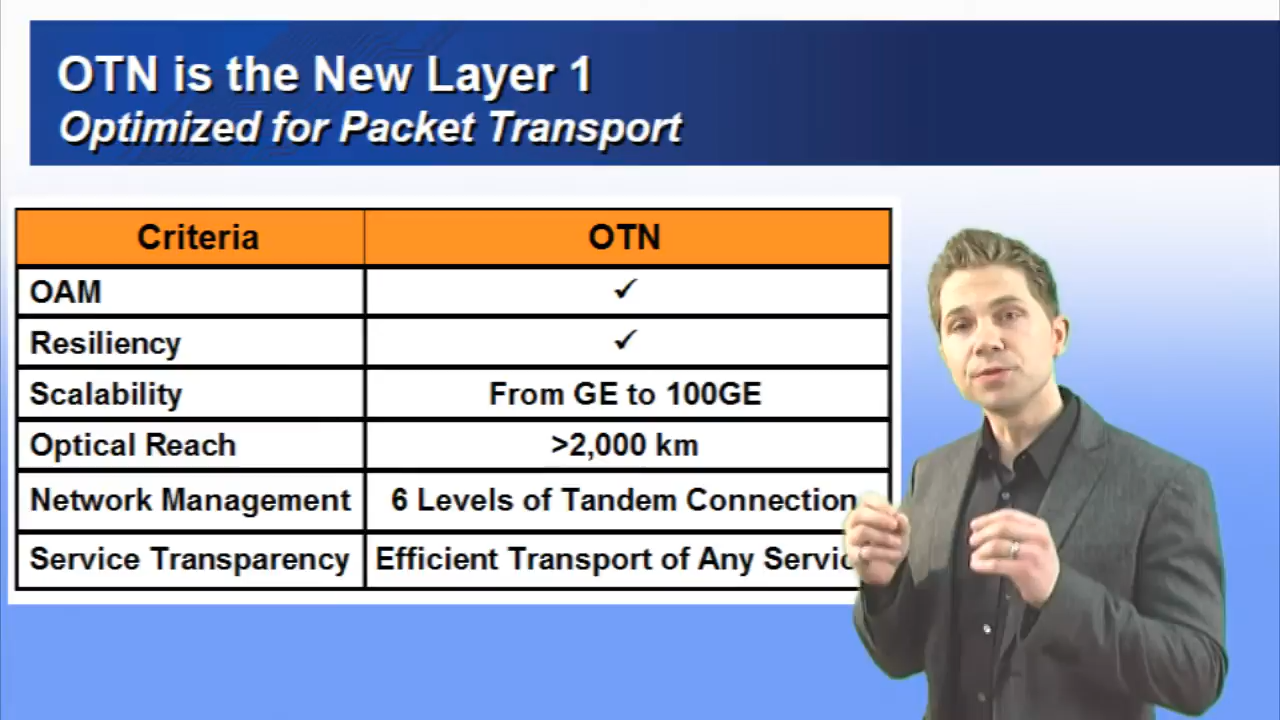 OTN is the New Layer 1
Optimized for Packet Transport
Criteria OTN
OAM ✓
Resiliency ✓
Scalability From GE to 100GE
Optical Reach >2,000 km
Network Management 6 Levels of Tandem Connection
Service Transparency Efficient Transport of Any